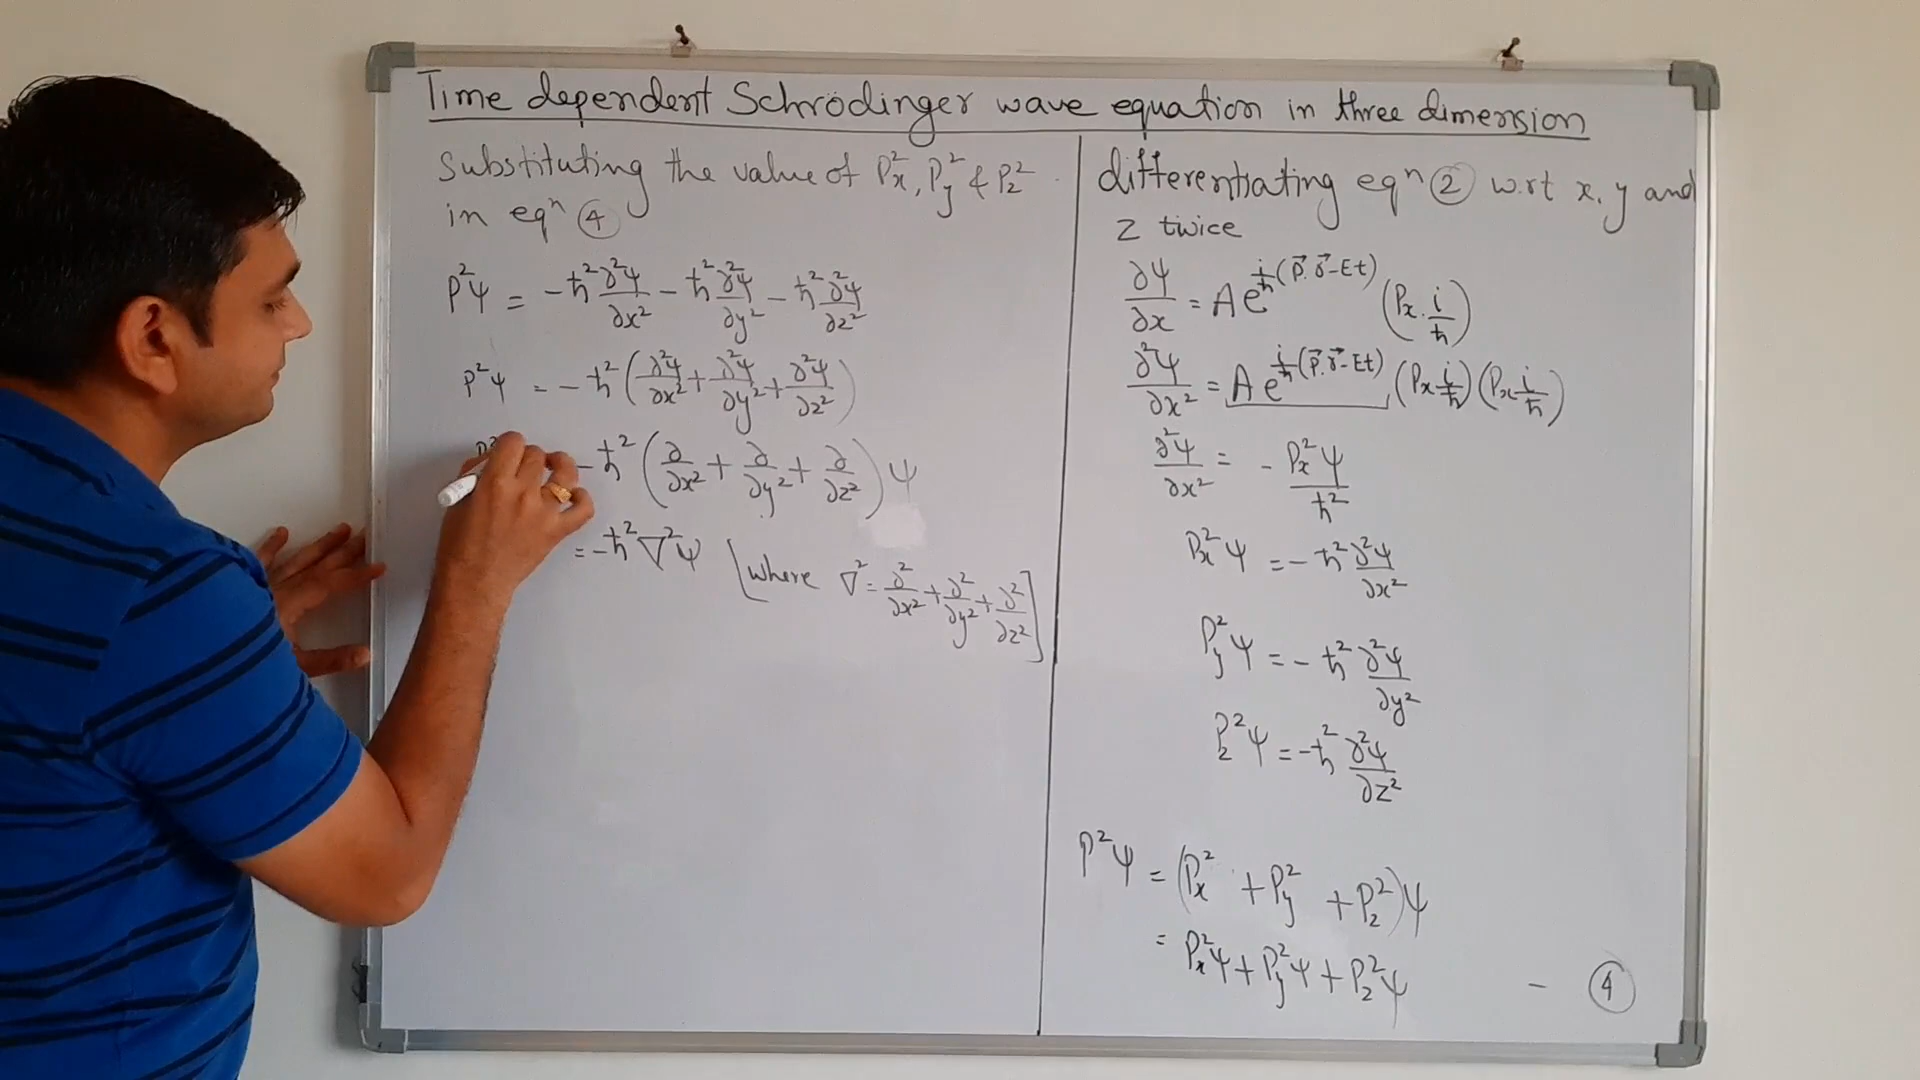 Time dependent Schrödinger wave equation in three dimension
Substituting the value of Px², Py² & Pz²
in eqⁿ ④
P²ψ = -ħ² ∂²ψ/∂x² - ħ² ∂²ψ/∂y² - ħ² ∂²ψ/∂z²
P²ψ = -ħ² (∂²ψ/∂x² + ∂²ψ/∂y² + ∂²ψ/∂z²)
P² -ħ² (∂/∂x² + ∂/∂y² + ∂/∂z²) ψ
= -ħ² ∇²ψ [where ∇² = ∂²/∂x² + ∂²/∂y² + ∂²/∂z²]
differentiating eqⁿ ② w.r.t x, y and
z twice
∂ψ/∂x = A e^{i/ħ (P⃗.r⃗ - Et)} (Px . i/ħ)
∂²ψ/∂x² = A e^{i/ħ (P⃗.r⃗ - Et)} (Px i/ħ) (Px i/ħ)
∂²ψ/∂x² = - Px²ψ/ħ²
Px²ψ = -ħ² ∂²ψ/∂x²
Py²ψ = -ħ² ∂²ψ/∂y²
Pz²ψ = -ħ² ∂²ψ/∂z²
P²ψ = (Px² + Py² + Pz²)ψ
= Px²ψ + Py²ψ + Pz²ψ - ④